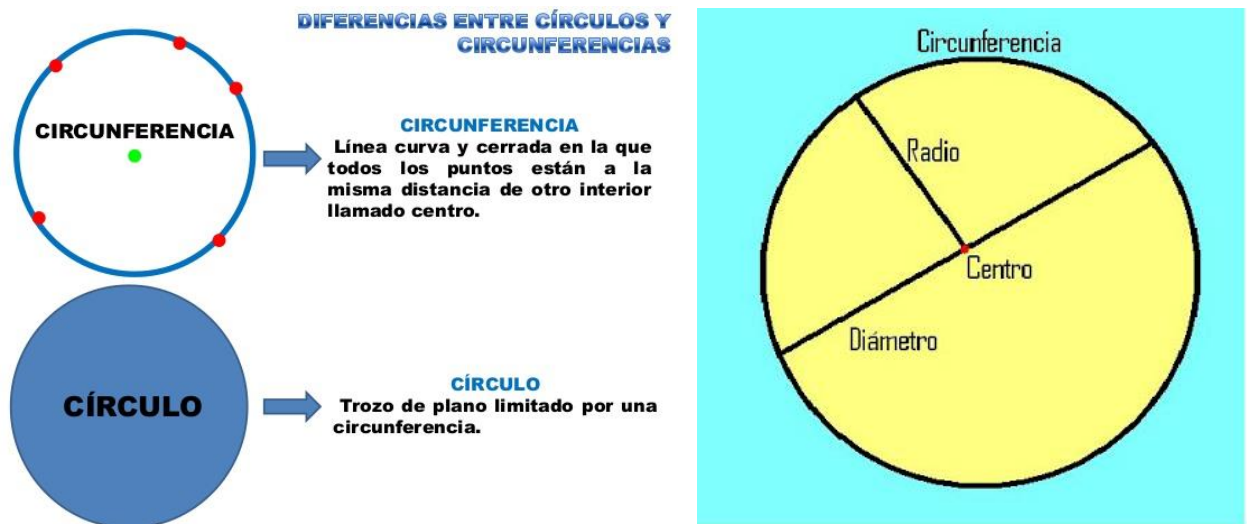 DIFERENCIAS ENTRE CÍRCULOS Y
CIRCUNFERENCIAS
CIRCUNFERENCIA
CIRCUNFERENCIA
Línea curva y cerrada en la que
todos los puntos están a la
misma distancia de otro interior
llamado centro.
CÍRCULO
CÍRCULO
Trozo de plano limitado por una
circunferencia.
Circunferencia
Radio
Centro
Diámetro